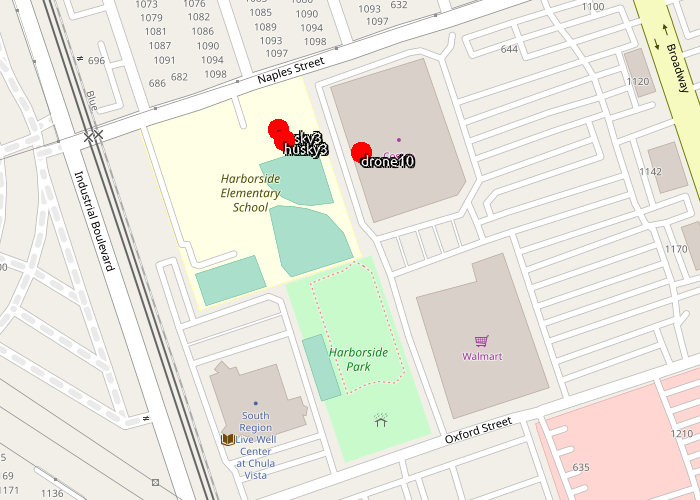 1073
1079
1081
1087
1091
1076
1082
1086
1090
1094
1098
1085
1089
1093
1097
1090
1094
1098
1093
1097
632
1100
696
686
682
644
Naples Street
Broadway
1120
Blue
sky3
husky3
drone10
Harborside
Elementary
School
1142
1170
Industrial Boulevard
00
Harborside
Park
Walmart
South
Region
Live Well
Center
at Chula
Vista
Oxford Street
1210
635
169
1171
1136